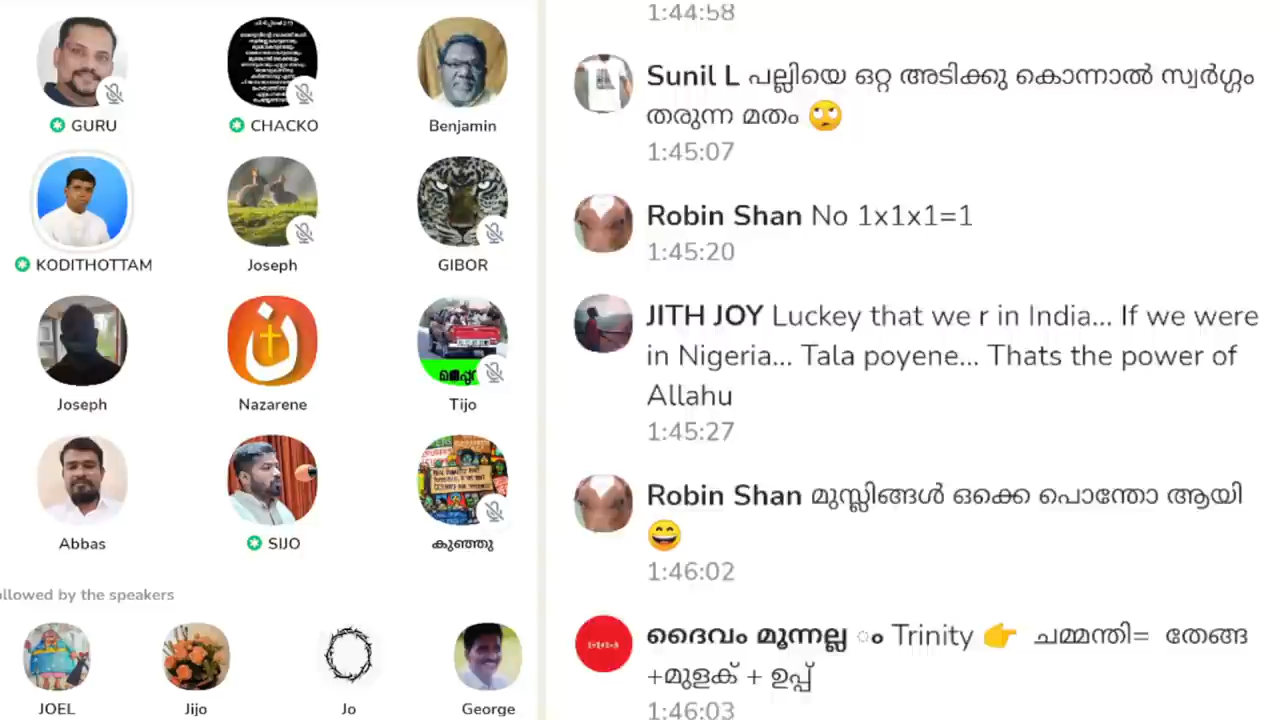 GURU
CHACKO
Benjamin
KODITHOTTAM
Joseph
GIBOR
Joseph
Nazarene
Tijo
Abbas
SIJO
കുഞ്ഞു
ollowed by the speakers
JOEL
Jijo
Jo
George
1:44:58
Sunil L പല്ലിയെ ഒറ്റ അടിക്കു കൊന്നാൽ സ്വർഗ്ഗം
തരുന്ന മതം 🙄
1:45:07
Robin Shan No 1x1x1=1
1:45:20
JITH JOY Luckey that we r in India... If we were
in Nigeria... Tala poyene... Thats the power of
Allahu
1:45:27
Robin Shan മുസ്ലിങ്ങൾ ഒക്കെ പൊന്തോ ആയി
😄
1:46:02
ദൈവം മൂന്നല്ല ം Trinity 👉 ചമ്മന്തി= തേങ്ങ
+മുളക് + ഉപ്പ്
1:46:03